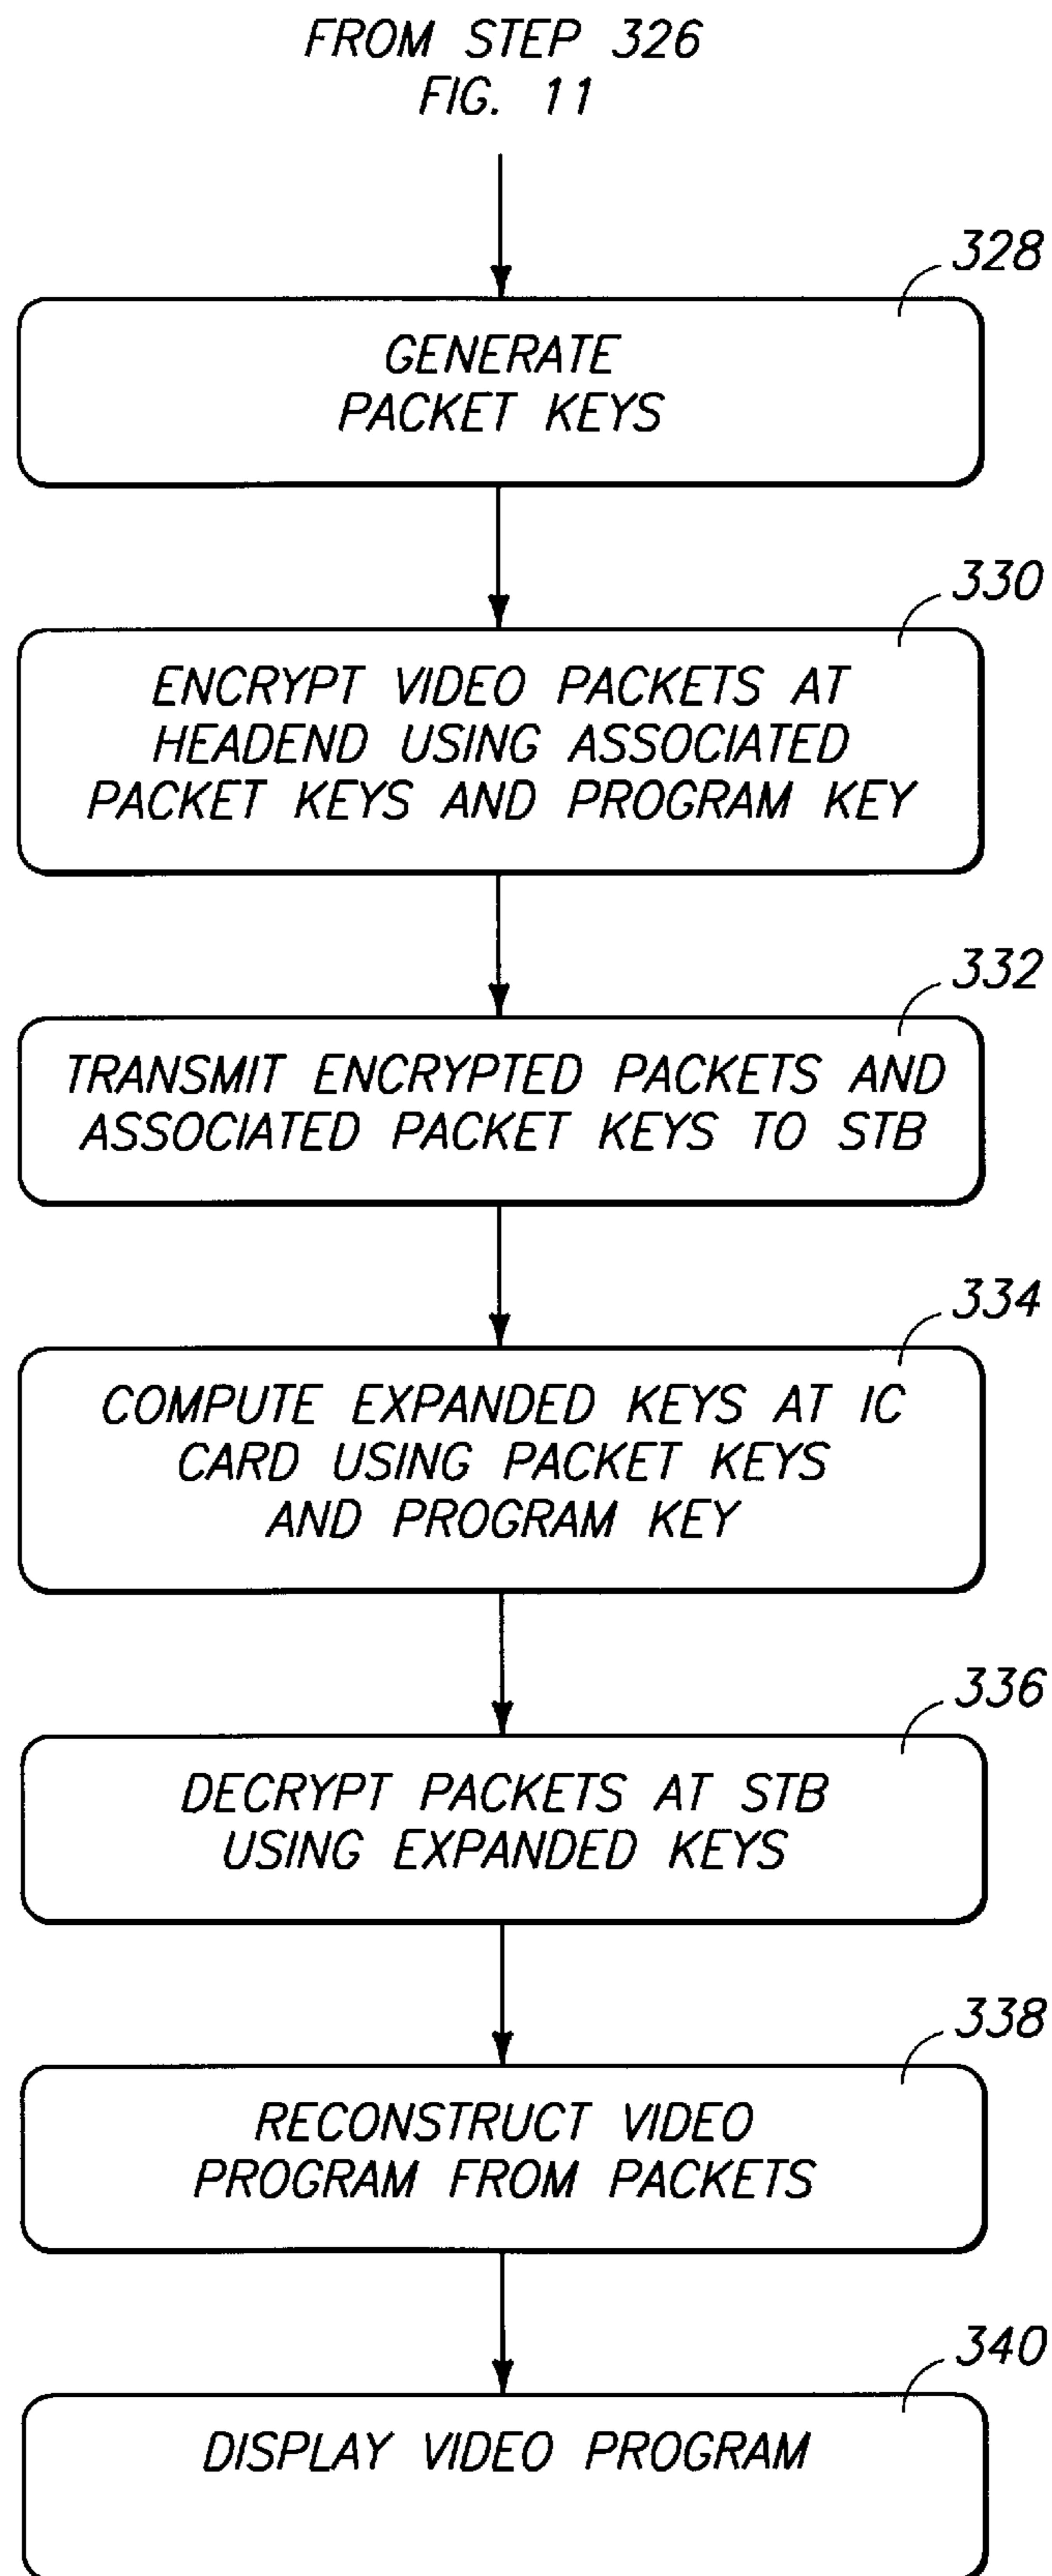 FROM STEP 326
FIG. 11
328
GENERATE
PACKET KEYS
330
ENCRYPT VIDEO PACKETS AT
HEADEND USING ASSOCIATED
PACKET KEYS AND PROGRAM KEY
332
TRANSMIT ENCRYPTED PACKETS AND
ASSOCIATED PACKET KEYS TO STB
334
COMPUTE EXPANDED KEYS AT IC
CARD USING PACKET KEYS
AND PROGRAM KEY
336
DECRYPT PACKETS AT STB
USING EXPANDED KEYS
338
RECONSTRUCT VIDEO
PROGRAM FROM PACKETS
340
DISPLAY VIDEO PROGRAM